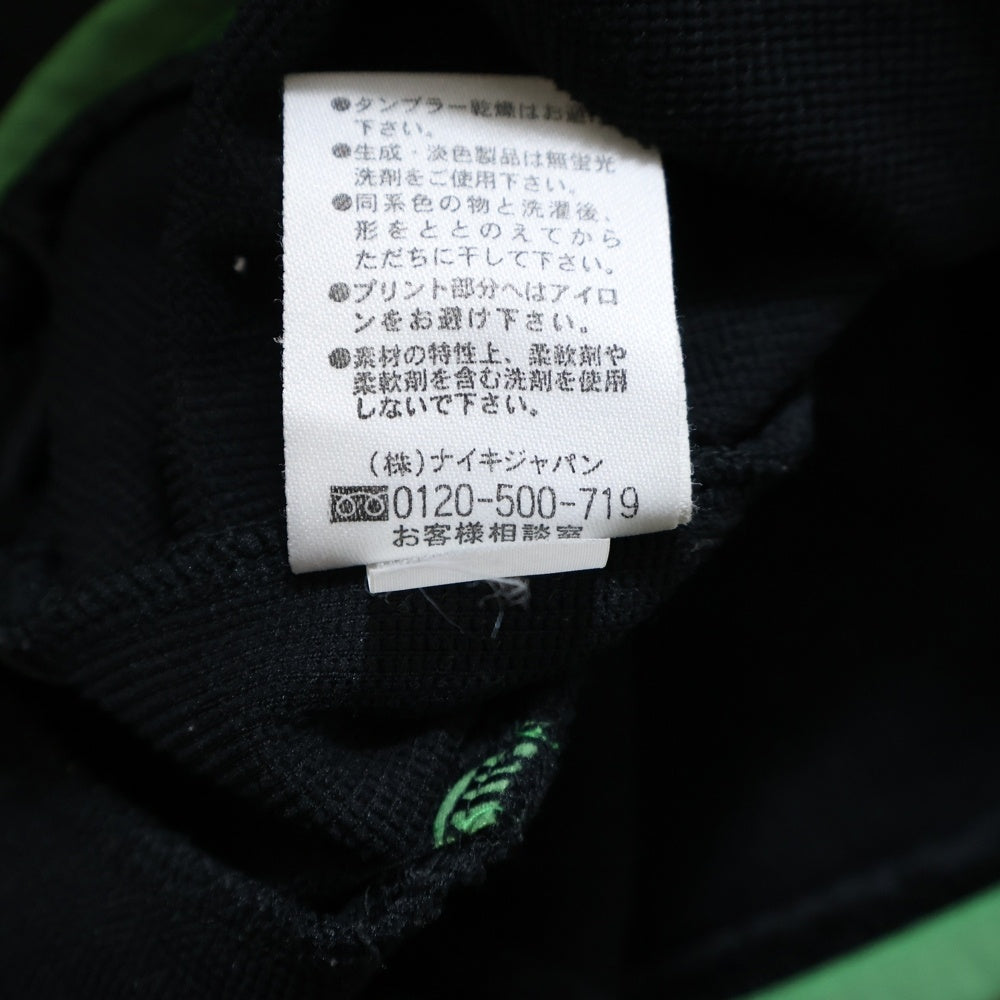 ●タンブラー乾燥はお避け
下さい。
●生成・淡色製品は無蛍光
洗剤をご使用下さい。
●同系色の物と洗濯後、
形をととのえてから
ただちに干して下さい。
●プリント部分へはアイロ
ンをお避け下さい。
●素材の特性上、柔軟剤や
柔軟剤を含む洗剤を使用
しないで下さい。
(株)ナイキジャパン
0120-500-719
お客様相談室